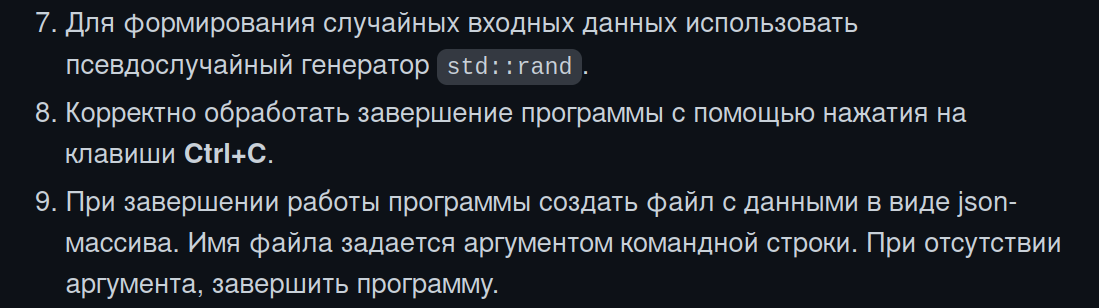 7. Для формирования случайных входных данных использовать
псевдослучайный генератор std::rand.
8. Корректно обработать завершение программы с помощью нажатия на
клавиши Ctrl+C.
9. При завершении работы программы создать файл с данными в виде json-
массива. Имя файла задается аргументом командной строки. При отсутствии
аргумента, завершить программу.